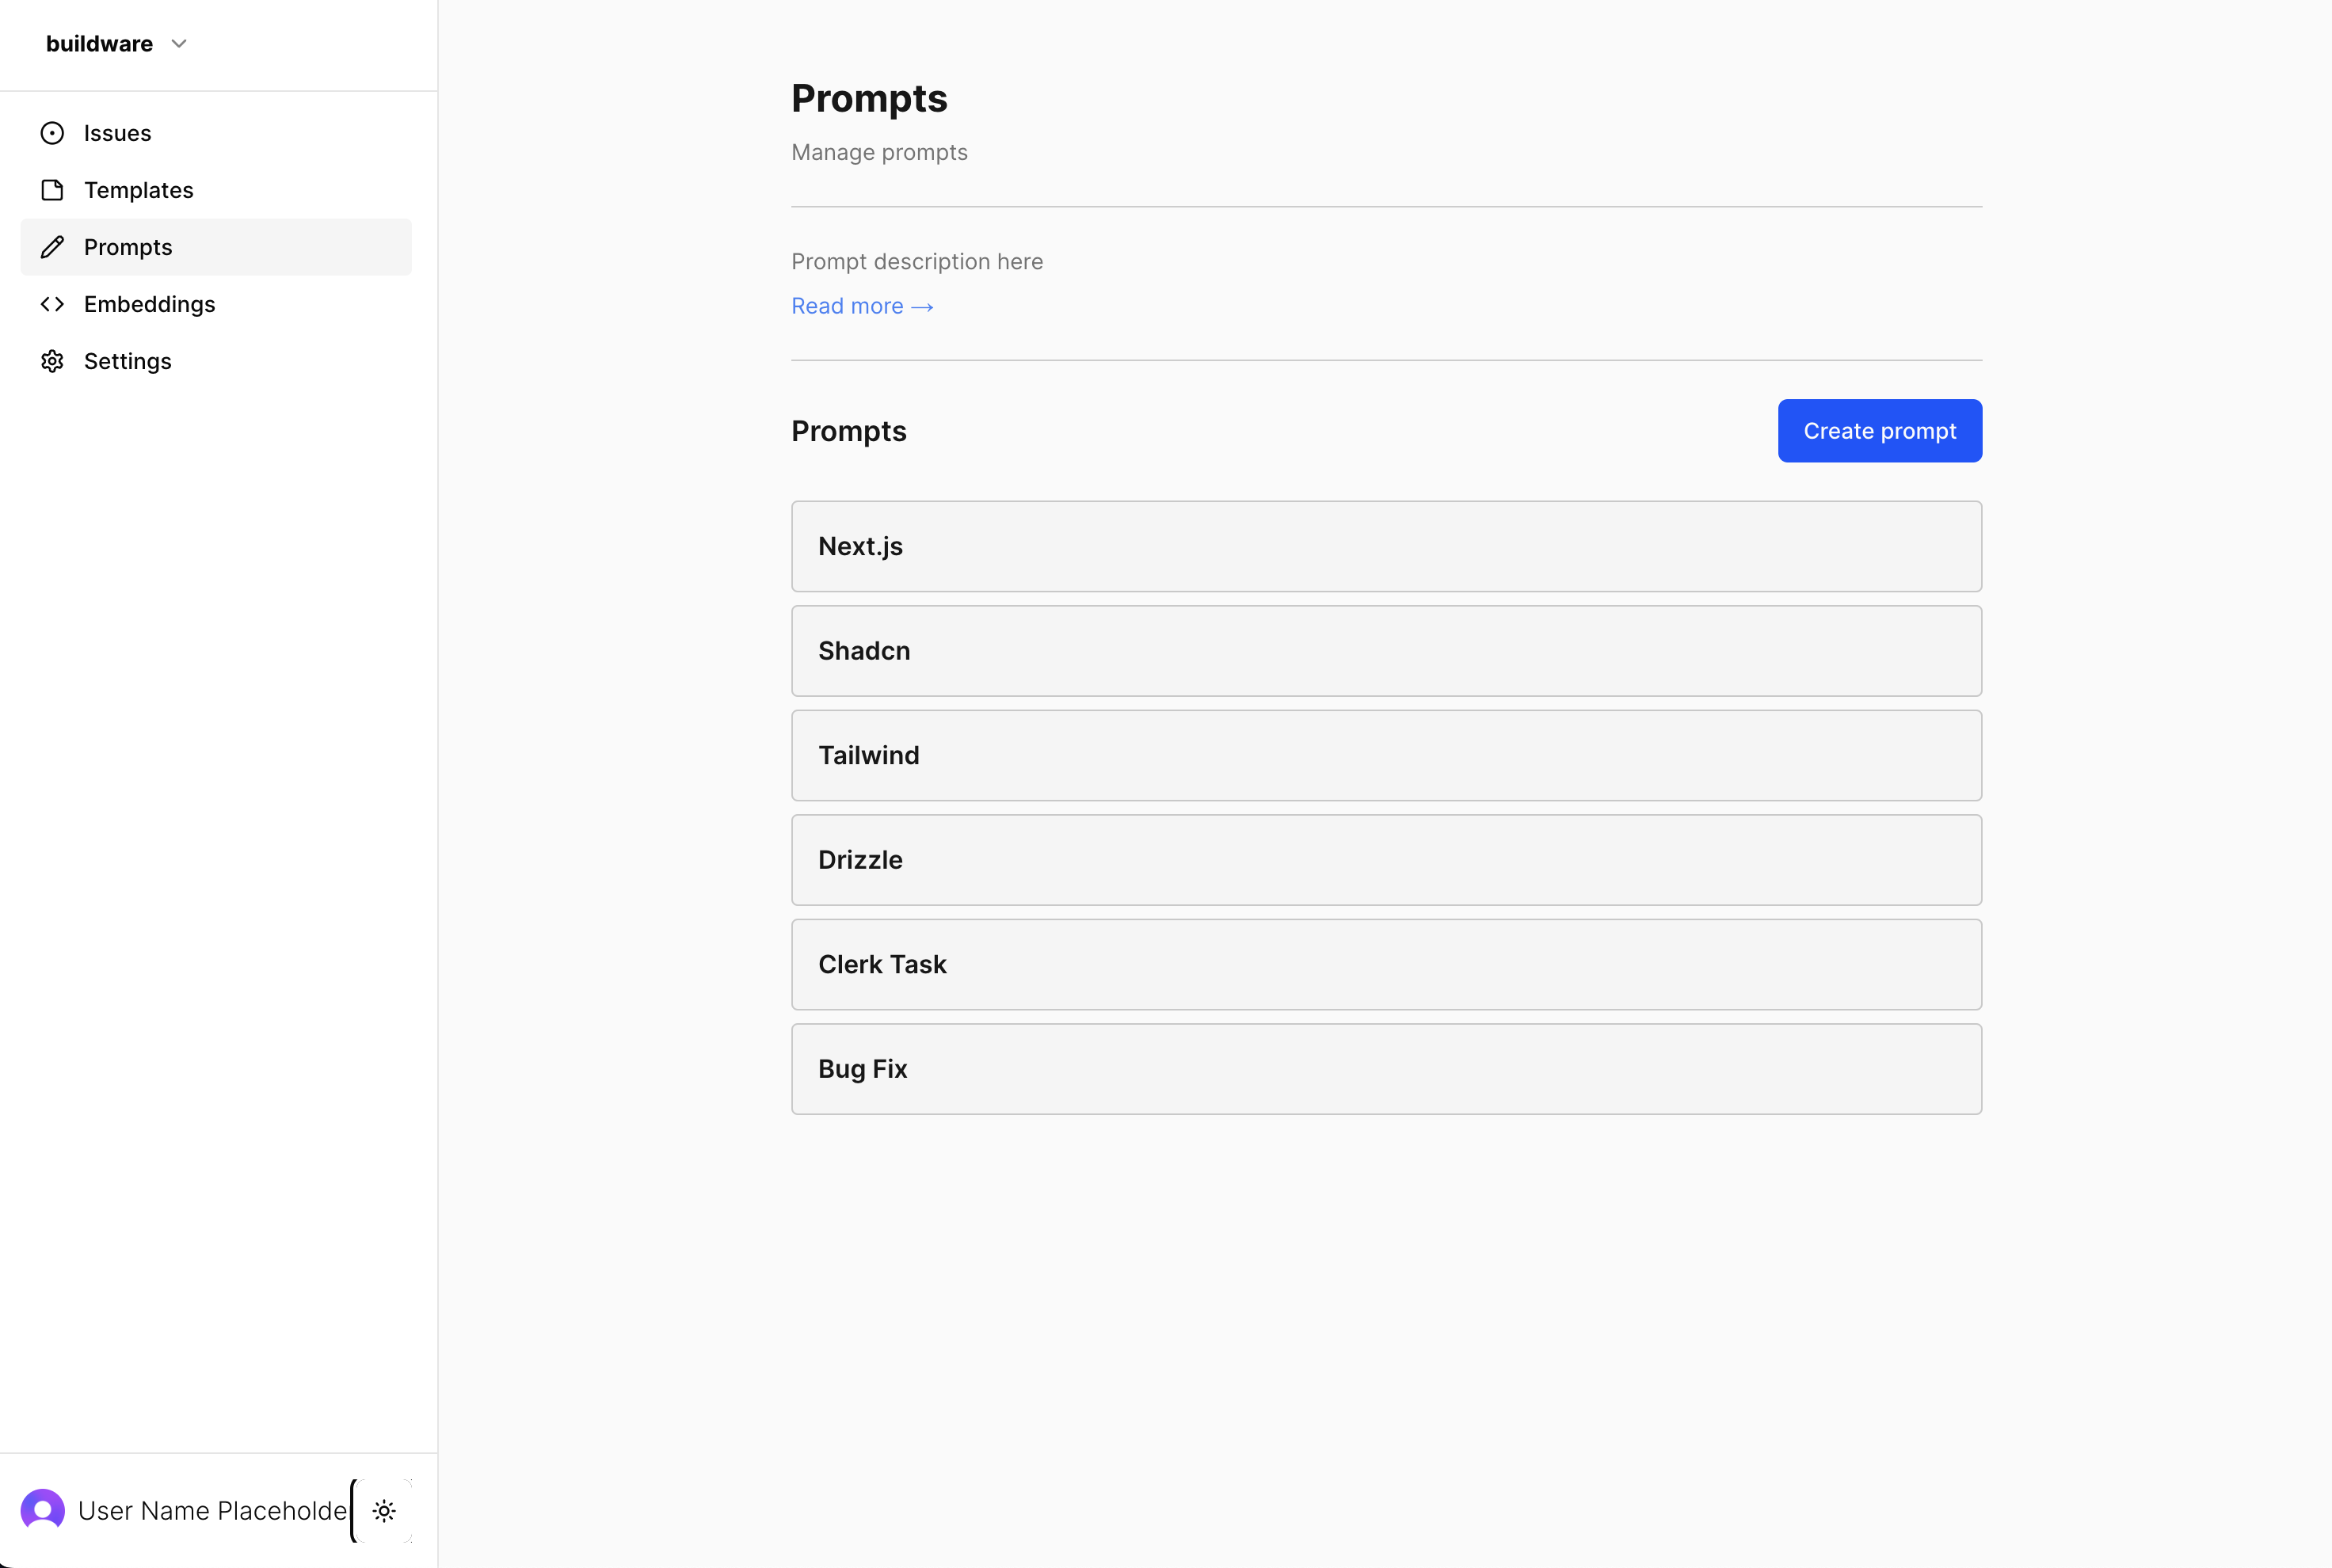 buildware
Issues
Templates
Prompts
Embeddings
Settings
User Name Placeholde
Prompts
Manage prompts
Prompt description here
Read more →
Prompts
Create prompt
Next.js
Shadcn
Tailwind
Drizzle
Clerk Task
Bug Fix